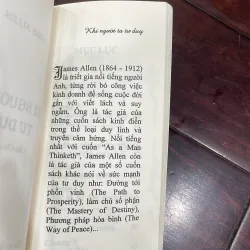 Khi người ta tư duy
James Allen (1864 - 1912)
là triết gia nổi tiếng người
Anh, từng rời bỏ công việc
kinh doanh để sống cuộc đời
gắn với viết lách và suy
ngẫm. Ông là tác giả của
những cuốn sách kinh điển
trong thể loại duy linh và
truyền cảm hứng. Nổi tiếng
nhất với cuốn "As a Man
Thinketh", James Allen còn
là tác giả của một số cuốn
sách khác nói về sức mạnh
của tư duy như: Đường tới
phồn vinh (The Path to
Prosperity), làm chủ số phận
(The Mastery of Destiny),
Phương pháp hòa bình (The
Way of Peace)...